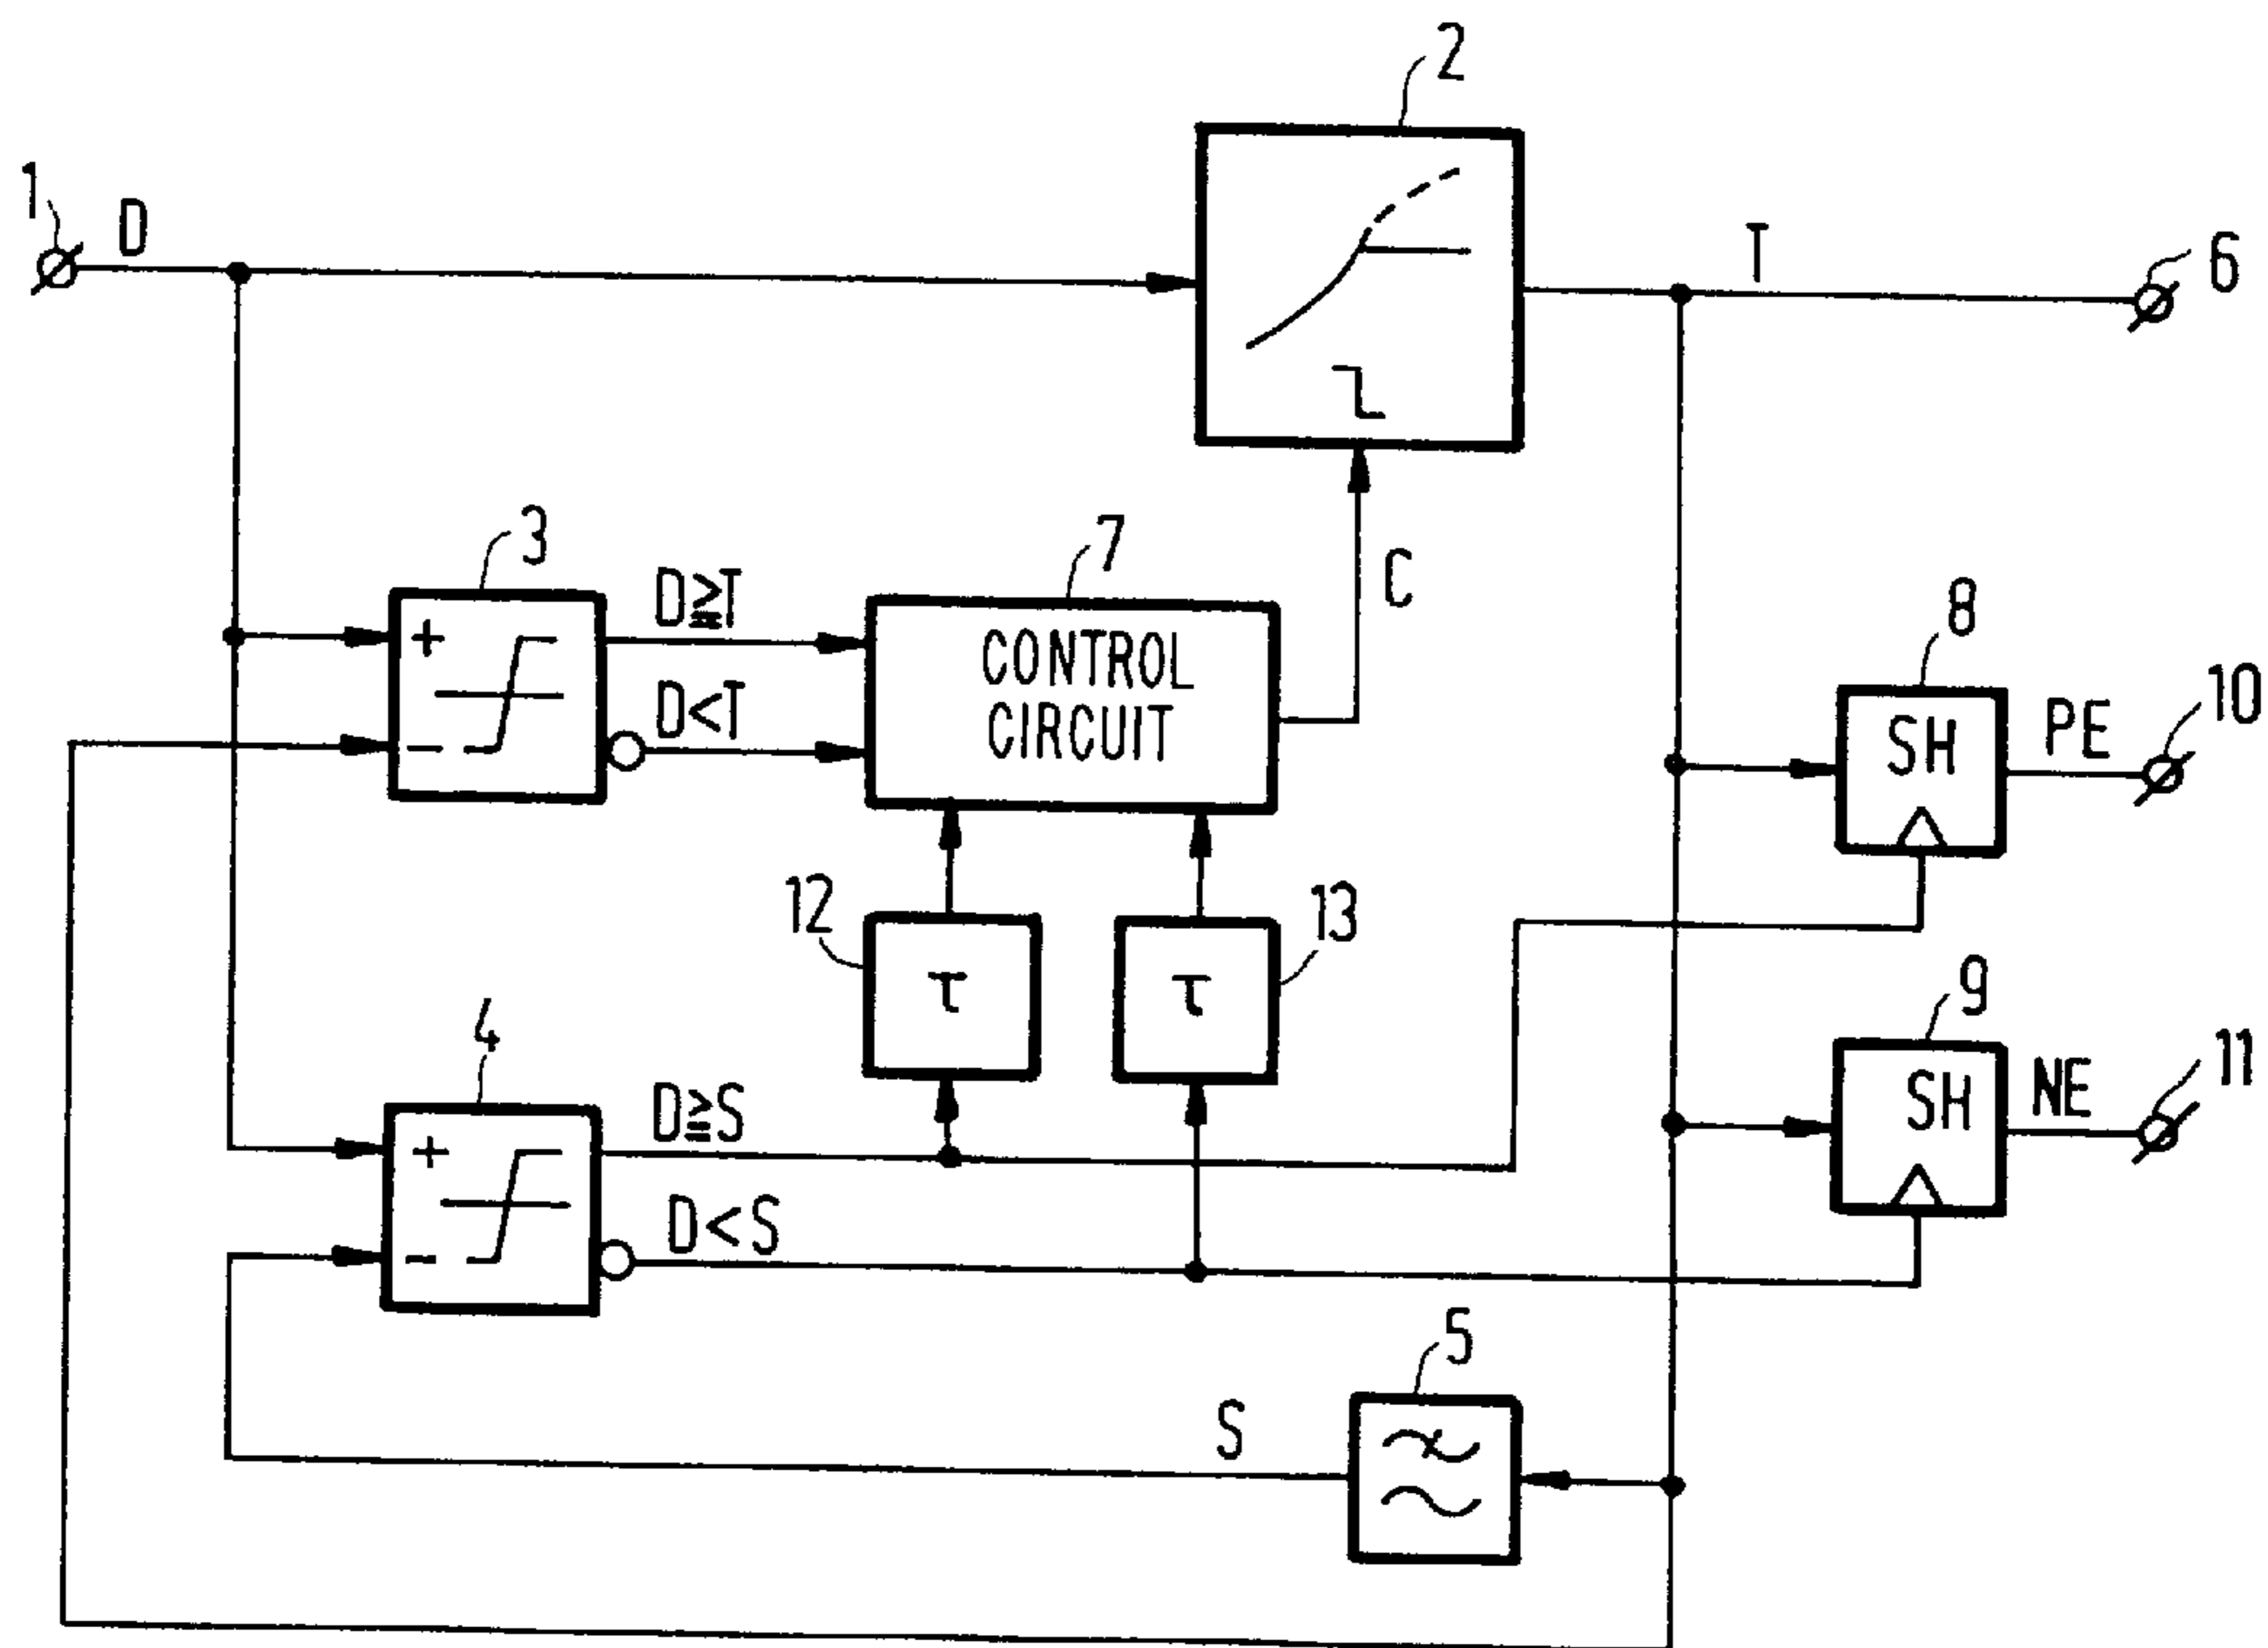 2
1
D
T
6
3
D≧T
7
C
8
+
CONTROL
CIRCUIT
D<T
-
SH
PE
10
12
τ
13
τ
9
4
D≧S
SH
NE
11
+
D<S
-
5
S